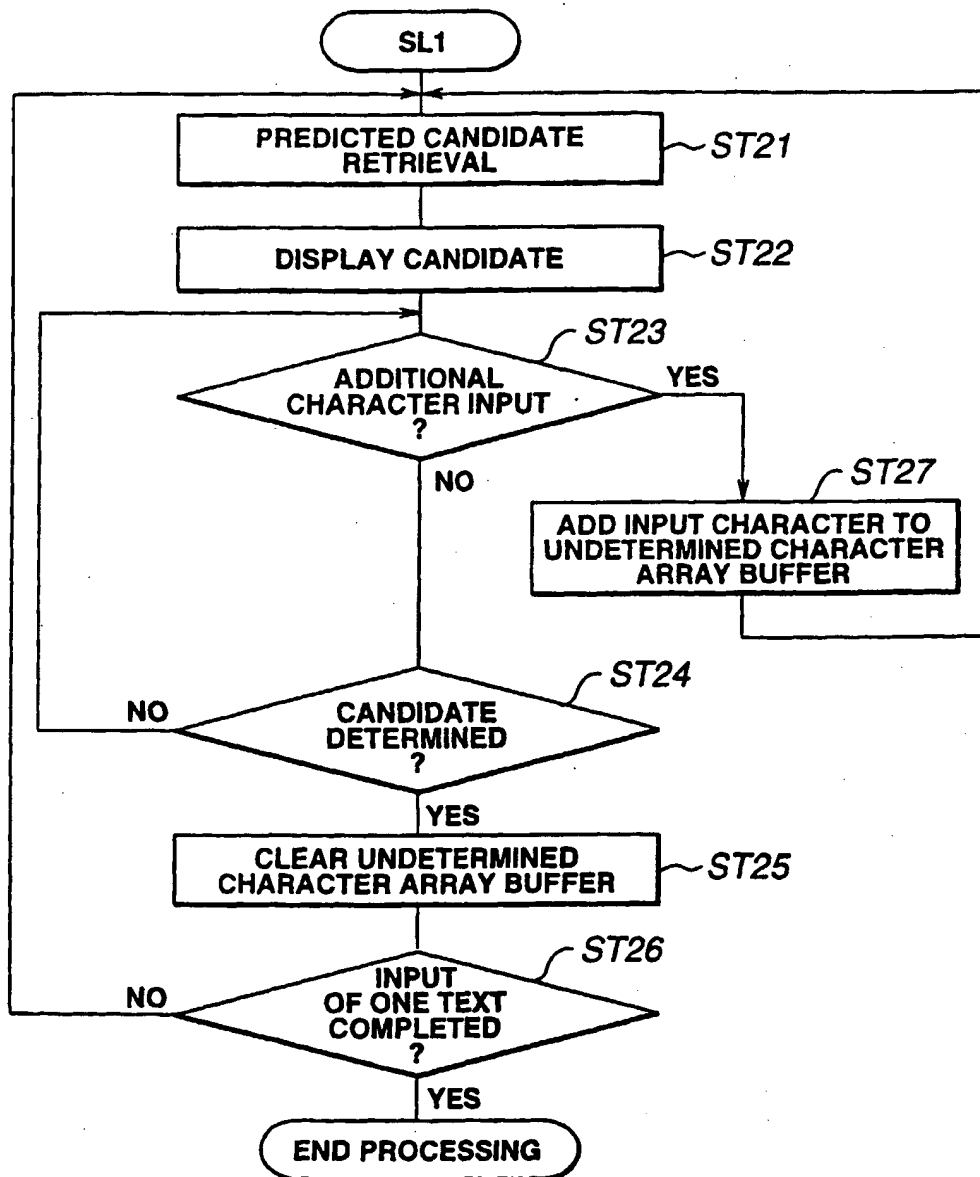 SL1
PREDICTED CANDIDATE
RETRIEVAL
ST21
DISPLAY CANDIDATE
ST22
ST23
ADDITIONAL
CHARACTER INPUT
?
YES
NO
ST27
ADD INPUT CHARACTER TO
UNDETERMINED CHARACTER
ARRAY BUFFER
ST24
CANDIDATE
DETERMINED
?
NO
YES
CLEAR UNDETERMINED
CHARACTER ARRAY BUFFER
ST25
ST26
INPUT
OF ONE TEXT
COMPLETED
?
NO
YES
END PROCESSING